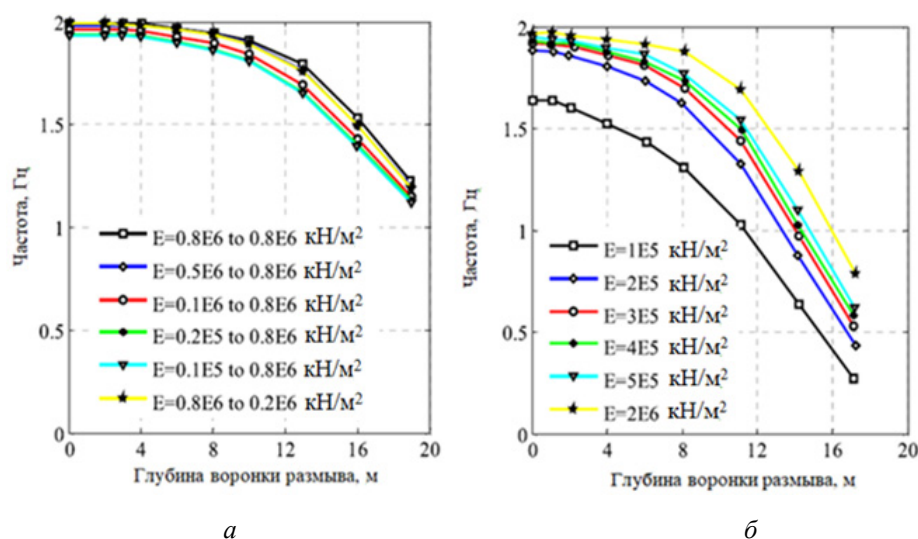 Частота, Гц
2
1.5
1
0.5
0
E=0.8E6 to 0.8E6 кН/м²
E=0.5E6 to 0.8E6 кН/м²
E=0.1E6 to 0.8E6 кН/м²
E=0.2E5 to 0.8E6 кН/м²
E=0.1E5 to 0.8E6 кН/м²
E=0.8E6 to 0.2E6 кН/м²
0 4 8 12 16 20
Глубина воронки размыва, м
а
Частота, Гц
2
1.5
1
0.5
0
E=1E5 кН/м²
E=2E5 кН/м²
E=3E5 кН/м²
E=4E5 кН/м²
E=5E5 кН/м²
E=2E6 кН/м²
0 4 8 12 16 20
Глубина воронки размыва, м
б